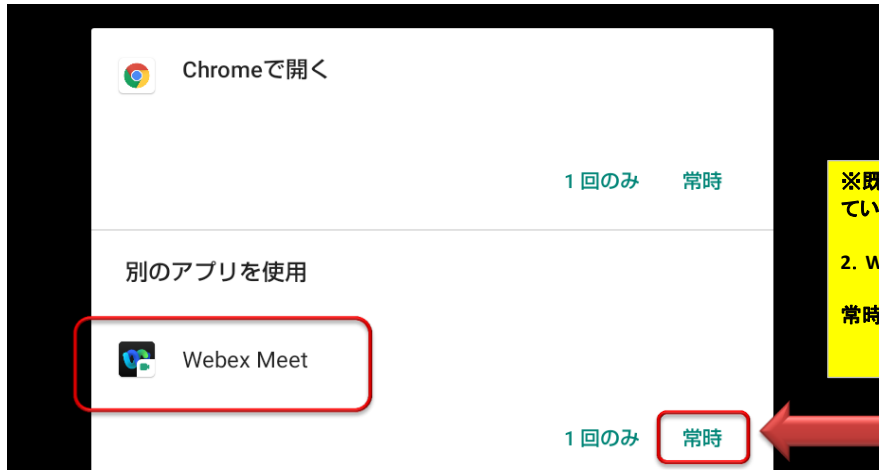 Chromeで開く
1 回のみ 常時
※既
てい
別のアプリを使用
2. W
常時
Webex Meet
1 回のみ 常時